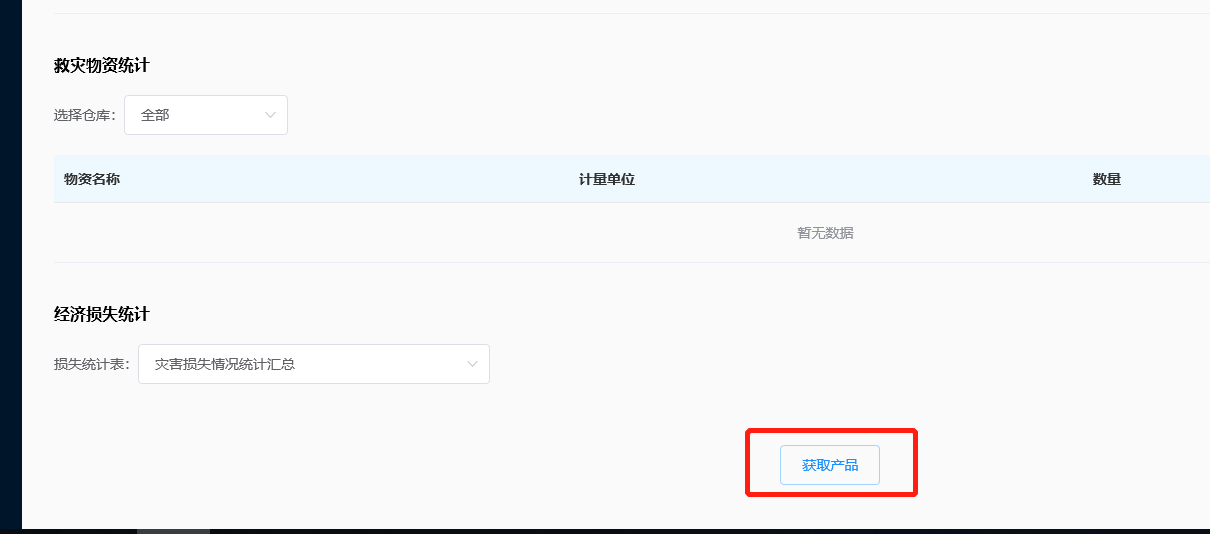 救灾物资统计
选择仓库： 全部
物资名称 计量单位 数量
暂无数据
经济损失统计
损失统计表： 灾害损失情况统计汇总
获取产品